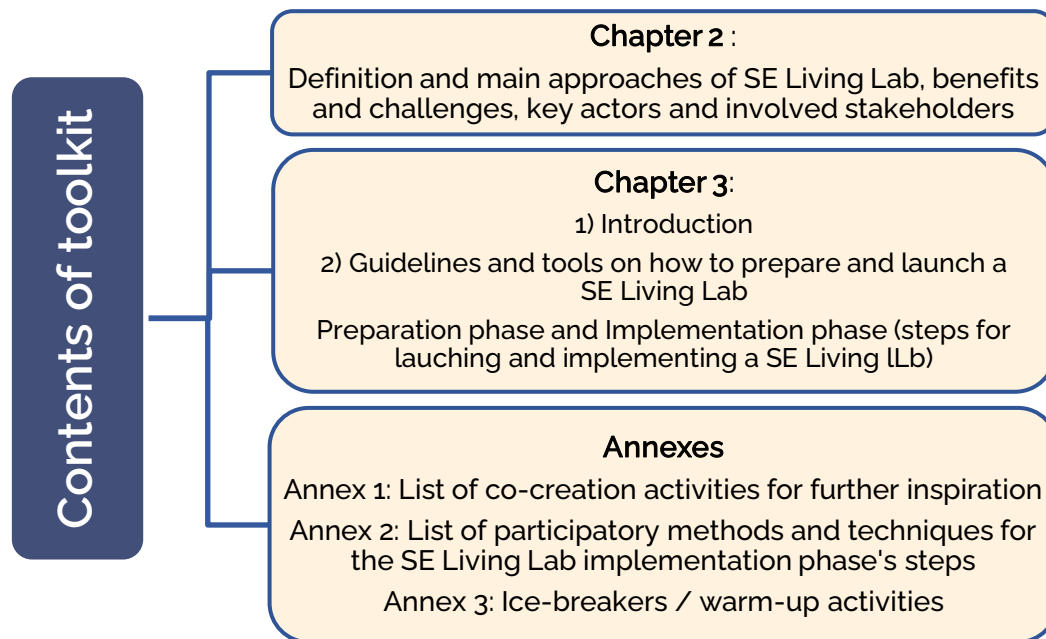 Contents of toolkit
Chapter 2 :
Definition and main approaches of SE Living Lab, benefits
and challenges, key actors and involved stakeholders
Chapter 3:
1) Introduction
2) Guidelines and tools on how to prepare and launch a
SE Living Lab
Preparation phase and Implementation phase (steps for
lauching and implementing a SE Living lLb)
Annexes
Annex 1: List of co-creation activities for further inspiration
Annex 2: List of participatory methods and techniques for
the SE Living Lab implementation phase's steps
Annex 3: Ice-breakers / warm-up activities